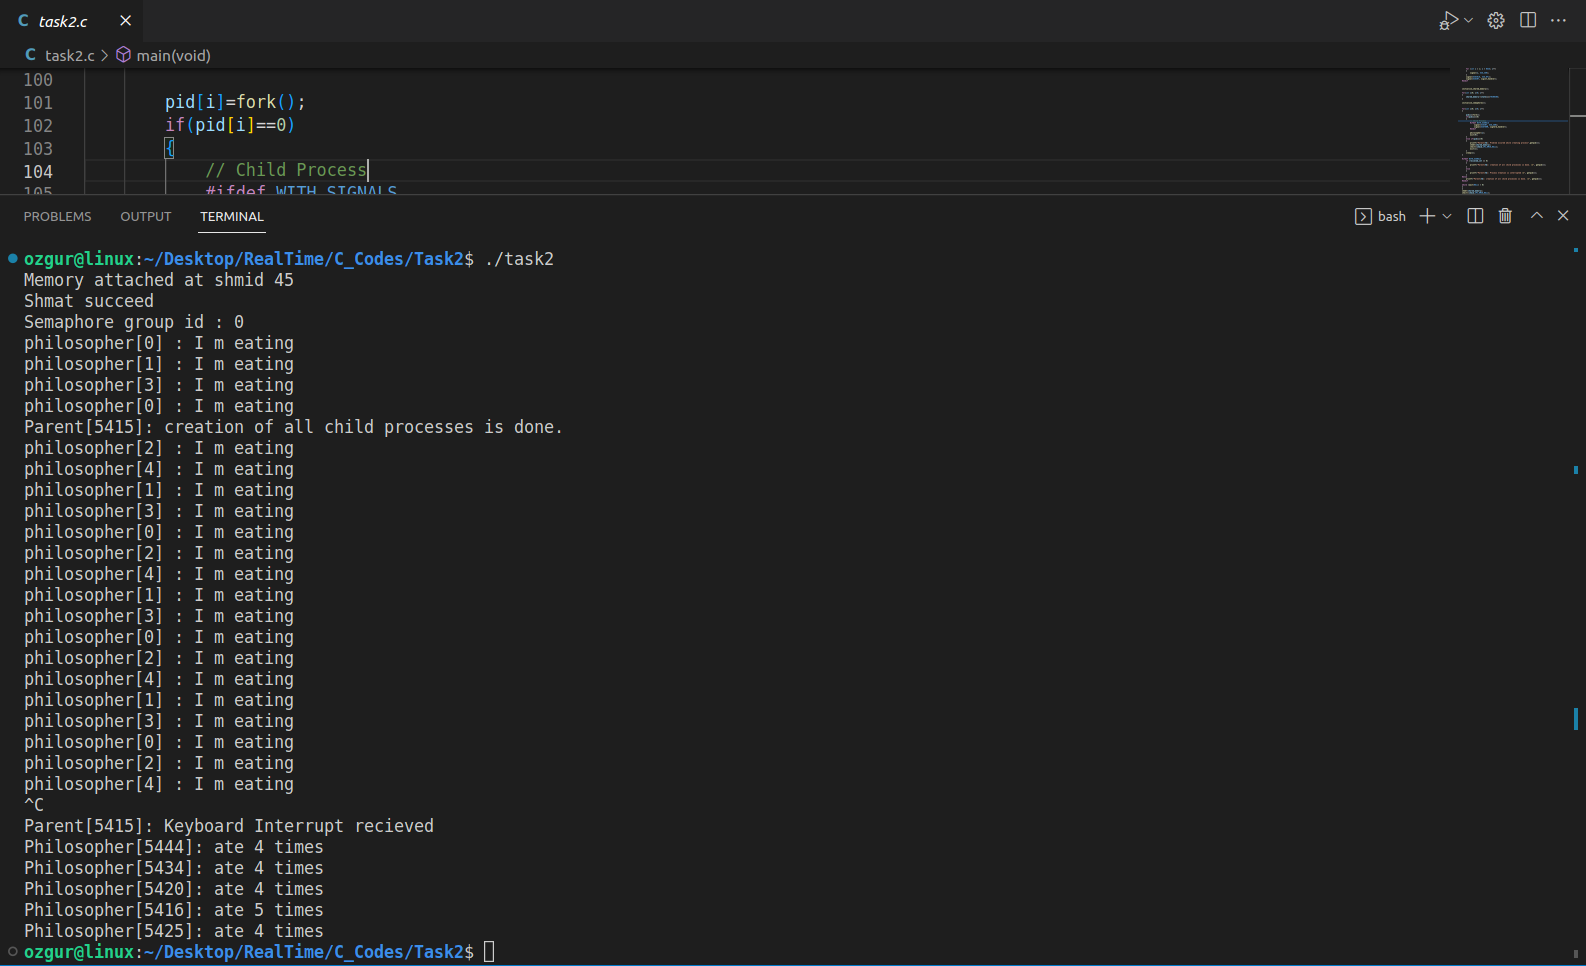 C task2.c
C task2.c > main(void)
100
101 pid[i]=fork();
102 if(pid[i]==0)
103 {
104 // Child Process
105 #ifdef WITH_SIGNALS
PROBLEMS OUTPUT TERMINAL bash
ozgur@linux:~/Desktop/RealTime/C_Codes/Task2$ ./task2
Memory attached at shmid 45
Shmat succeed
Semaphore group id : 0
philosopher[0] : I m eating
philosopher[1] : I m eating
philosopher[3] : I m eating
philosopher[0] : I m eating
Parent[5415]: creation of all child processes is done.
philosopher[2] : I m eating
philosopher[4] : I m eating
philosopher[1] : I m eating
philosopher[3] : I m eating
philosopher[0] : I m eating
philosopher[2] : I m eating
philosopher[4] : I m eating
philosopher[1] : I m eating
philosopher[3] : I m eating
philosopher[0] : I m eating
philosopher[2] : I m eating
philosopher[4] : I m eating
philosopher[1] : I m eating
philosopher[3] : I m eating
philosopher[0] : I m eating
philosopher[2] : I m eating
philosopher[4] : I m eating
^C
Parent[5415]: Keyboard Interrupt recieved
Philosopher[5444]: ate 4 times
Philosopher[5434]: ate 4 times
Philosopher[5420]: ate 4 times
Philosopher[5416]: ate 5 times
Philosopher[5425]: ate 4 times
ozgur@linux:~/Desktop/RealTime/C_Codes/Task2$